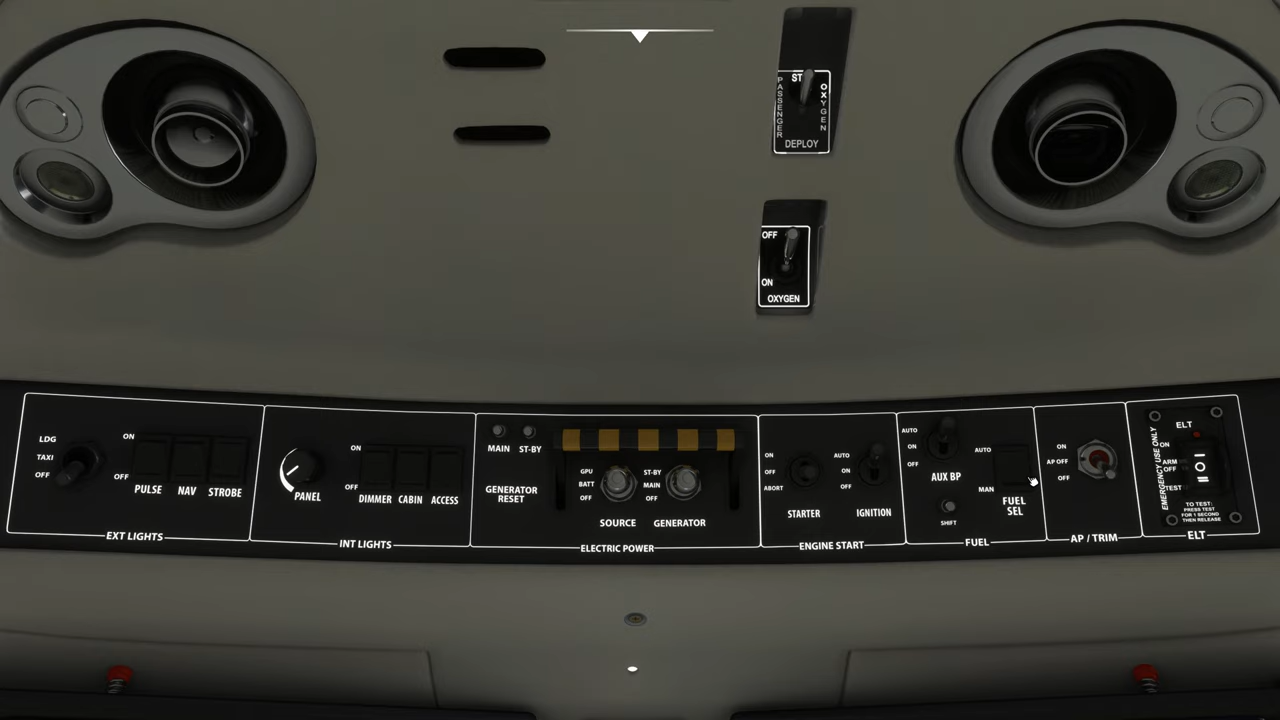 ST
PASSENGER
OXYGEN
DEPLOY
OFF
ON
OXYGEN
LDG
TAXI
OFF
ON
OFF
PULSE
NAV
STROBE
EXT LIGHTS
PANEL
ON
OFF
DIMMER
CABIN
ACCESS
INT LIGHTS
MAIN
ST-BY
GENERATOR
RESET
GPU
BATT
OFF
SOURCE
ST-BY
MAIN
OFF
GENERATOR
ELECTRIC POWER
ON
OFF
ABORT
STARTER
AUTO
ON
OFF
IGNITION
ENGINE START
AUTO
ON
OFF
AUX BP
SHIFT
AUTO
MAN
FUEL
SEL
FUEL
ON
AP OFF
OFF
AP / TRIM
EMERGENCY USE ONLY
ELT
ON
ARM
OFF
TEST
TO TEST:
PRESS TEST
FOR 1 SECOND
THEN RELEASE
ELT